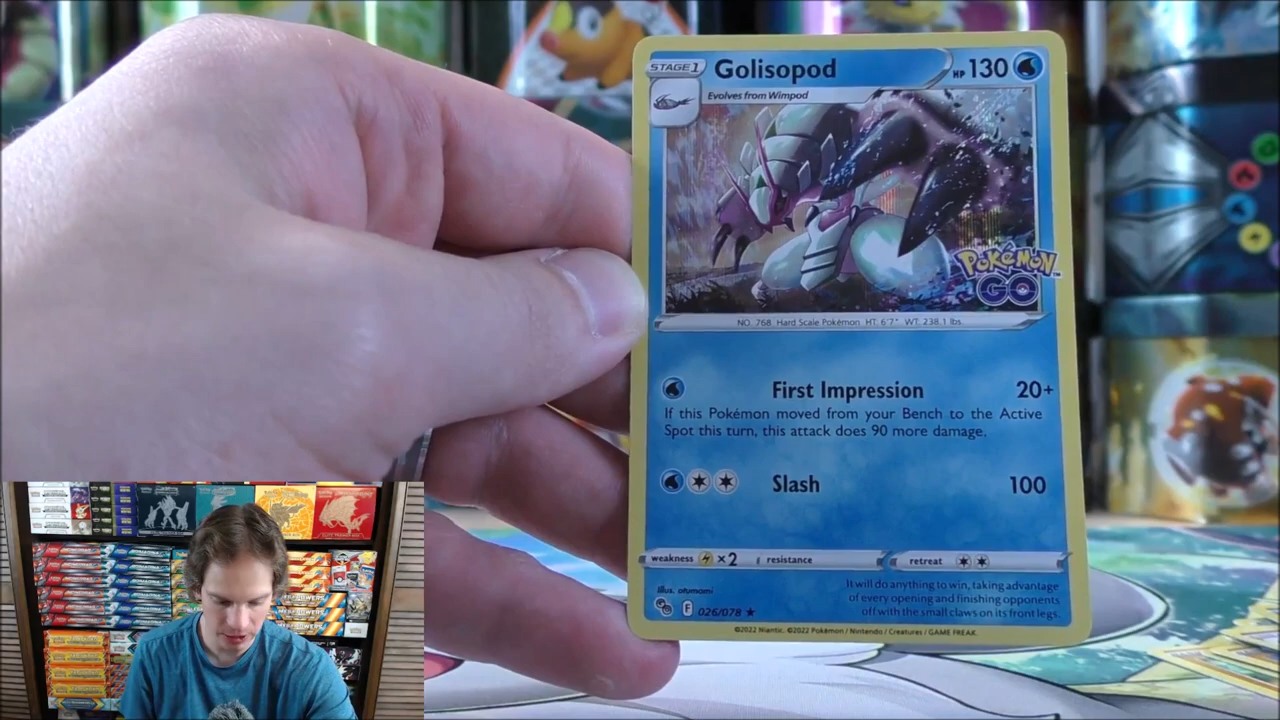 STAGE 1 Golisopod HP 130
Evolves from Wimpod
Pokémon
GO
NO. 768 Hard Scale Pokémon HT: 6'7" WT: 238.1 lbs.
First Impression 20+
If this Pokémon moved from your Bench to the Active
Spot this turn, this attack does 90 more damage.
Slash 100
weakness ×2 resistance retreat
Illus. otumami
It will do anything to win, taking advantage
of every opening and finishing opponents
off with the small claws on its front legs.
F 026/078 ★
©2022 Niantic. ©2022 Pokémon / Nintendo / Creatures / GAME FREAK.